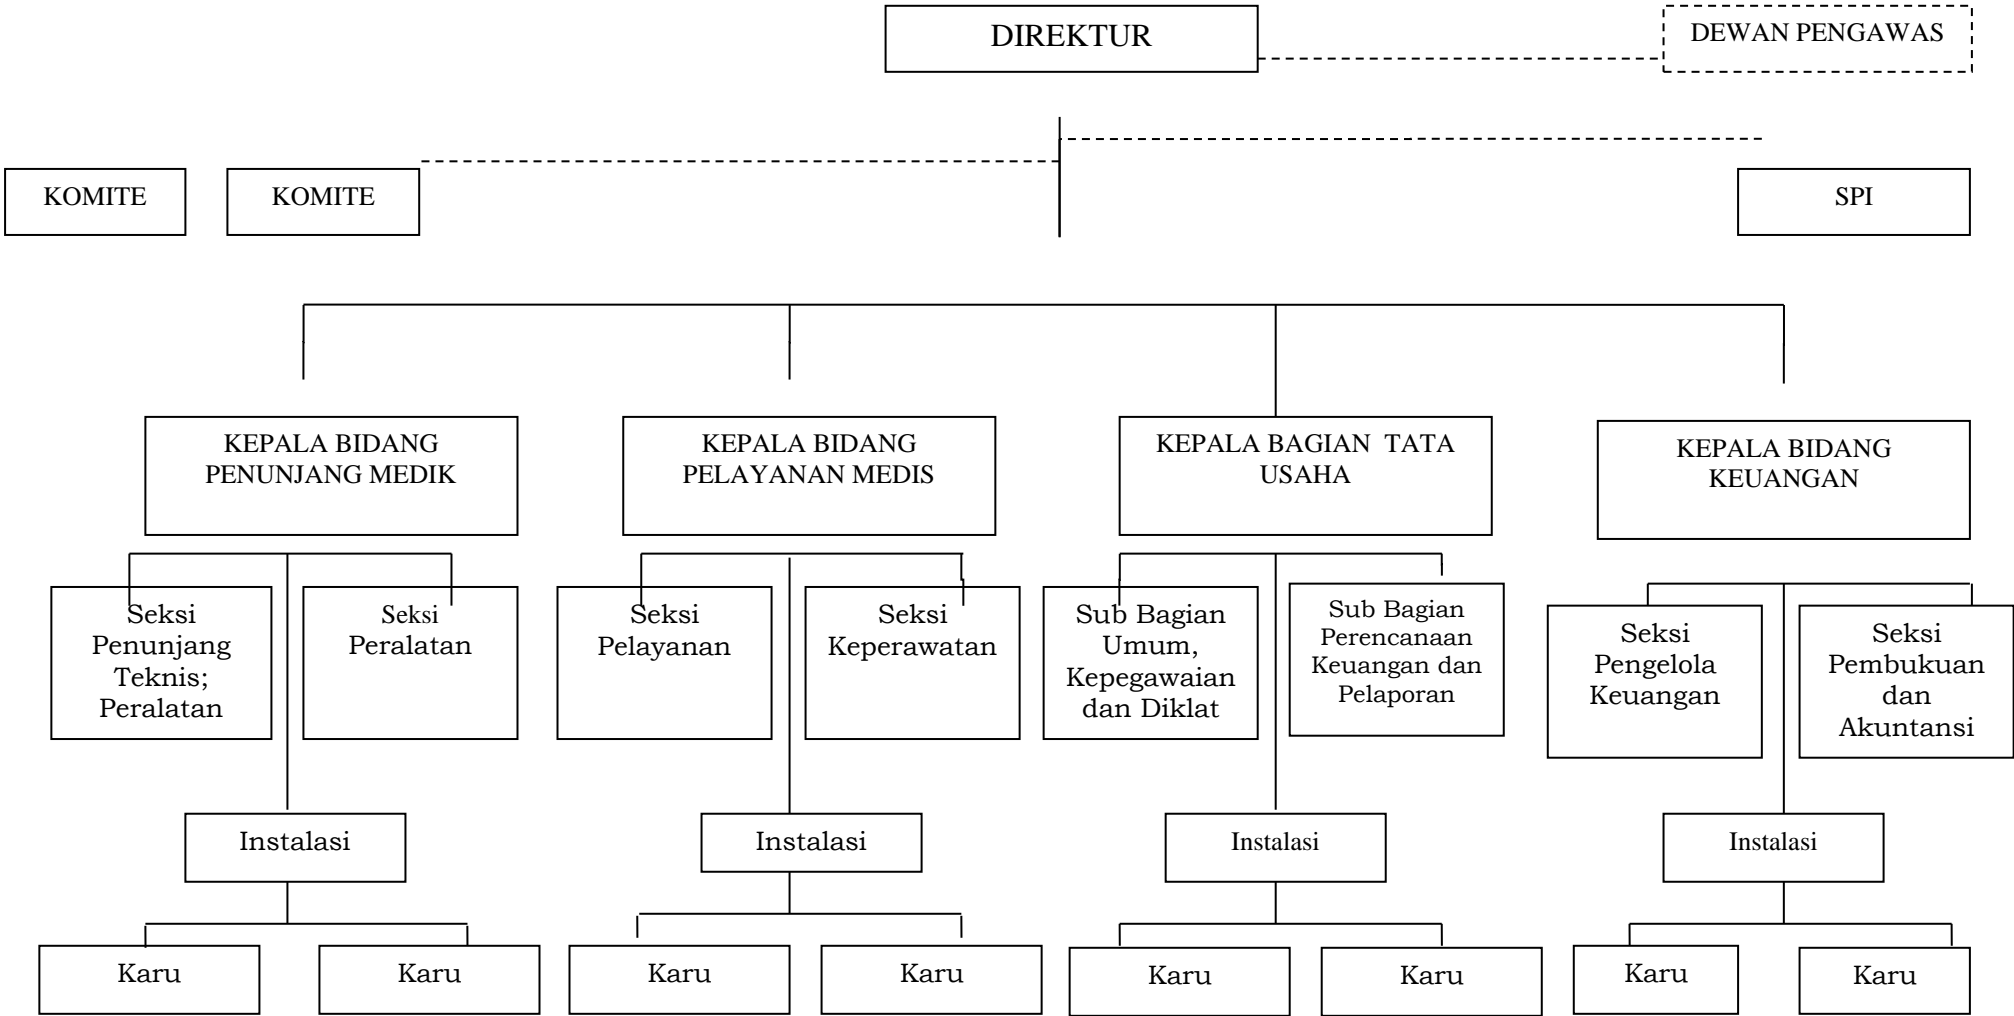 DIREKTUR
DEWAN PENGAWAS
KOMITE
KOMITE
SPI
KEPALA BIDANG
PENUNJANG MEDIK
KEPALA BIDANG
PELAYANAN MEDIS
KEPALA BAGIAN  TATA
USAHA
KEPALA BIDANG
KEUANGAN
Seksi
Penunjang
Teknis;
Peralatan
Seksi
Peralatan
Seksi
Pelayanan
Seksi
Keperawatan
Sub Bagian
Umum,
Kepegawaian
dan Diklat
Sub Bagian
Perencanaan
Keuangan dan
Pelaporan
Seksi
Pengelola
Keuangan
Seksi
Pembukuan
dan
Akuntansi
Instalasi
Instalasi
Instalasi
Instalasi
Karu
Karu
Karu
Karu
Karu
Karu
Karu
Karu